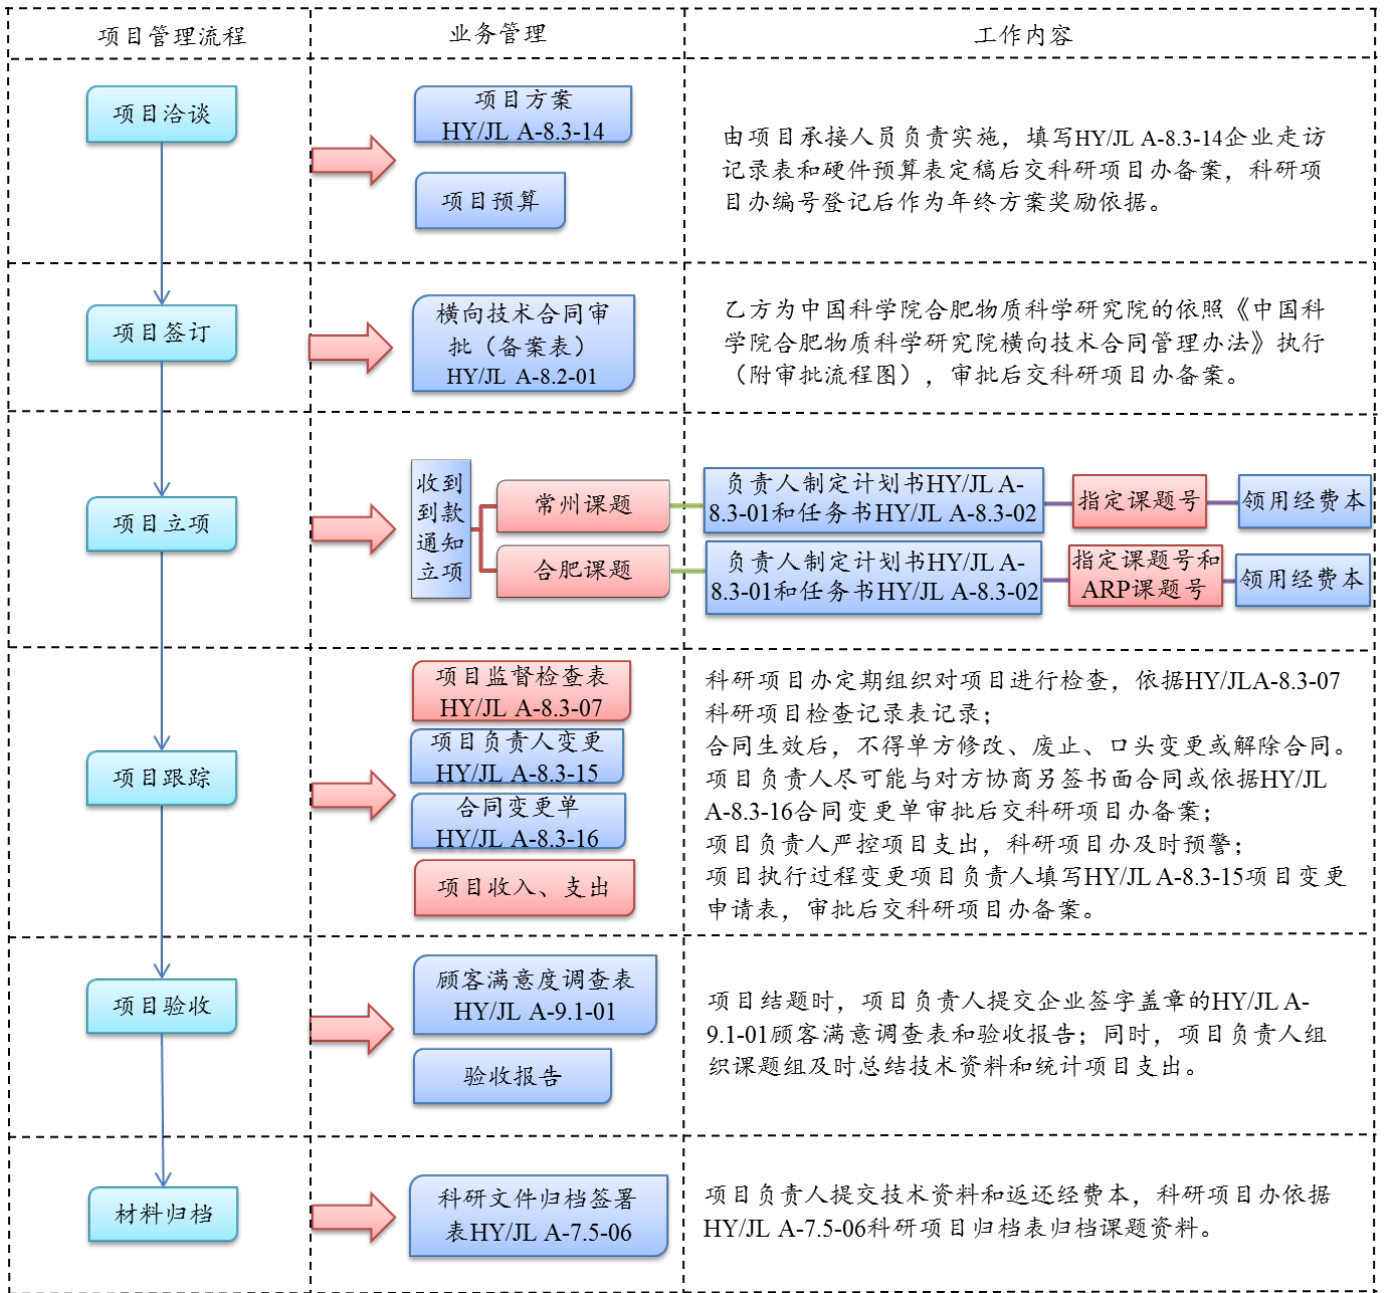 项目管理流程
业务管理
工作内容
项目洽谈
项目方案
HY/JL A-8.3-14
项目预算
由项目承接人员负责实施，填写HY/JL A-8.3-14企业走访
记录表和硬件预算表定稿后交科研项目办备案，科研项
目办编号登记后作为年终方案奖励依据。
项目签订
横向技术合同审
批（备案表）
HY/JL A-8.2-01
乙方为中国科学院合肥物质科学研究院的依照《中国科
学院合肥物质科学研究院横向技术合同管理办法》执行
（附审批流程图），审批后交科研项目办备案。
项目立项
收到
到款
通知
立项
常州课题
负责人制定计划书HY/JL A-
8.3-01和任务书HY/JL A-8.3-02
指定课题号
领用经费本
合肥课题
负责人制定计划书HY/JL A-
8.3-01和任务书HY/JL A-8.3-02
指定课题号和
ARP课题号
领用经费本
项目跟踪
项目监督检查表
HY/JL A-8.3-07
项目负责人变更
HY/JL A-8.3-15
合同变更单
HY/JL A-8.3-16
项目收入、支出
科研项目办定期组织对项目进行检查，依据HY/JLA-8.3-07
科研项目检查记录表记录；
合同生效后，不得单方修改、废止、口头变更或解除合同。
项目负责人尽可能与对方协商另签书面合同或依据HY/JL
A-8.3-16合同变更单审批后交科研项目办备案；
项目负责人严控项目支出，科研项目办及时预警；
项目执行过程变更项目负责人填写HY/JL A-8.3-15项目变更
申请表，审批后交科研项目办备案。
项目验收
顾客满意度调查表
HY/JL A-9.1-01
验收报告
项目结题时，项目负责人提交企业签字盖章的HY/JL A-
9.1-01顾客满意调查表和验收报告；同时，项目负责人组
织课题组及时总结技术资料和统计项目支出。
材料归档
科研文件归档签署
表HY/JL A-7.5-06
项目负责人提交技术资料和返还经费本，科研项目办依据
HY/JL A-7.5-06科研项目归档表归档课题资料。